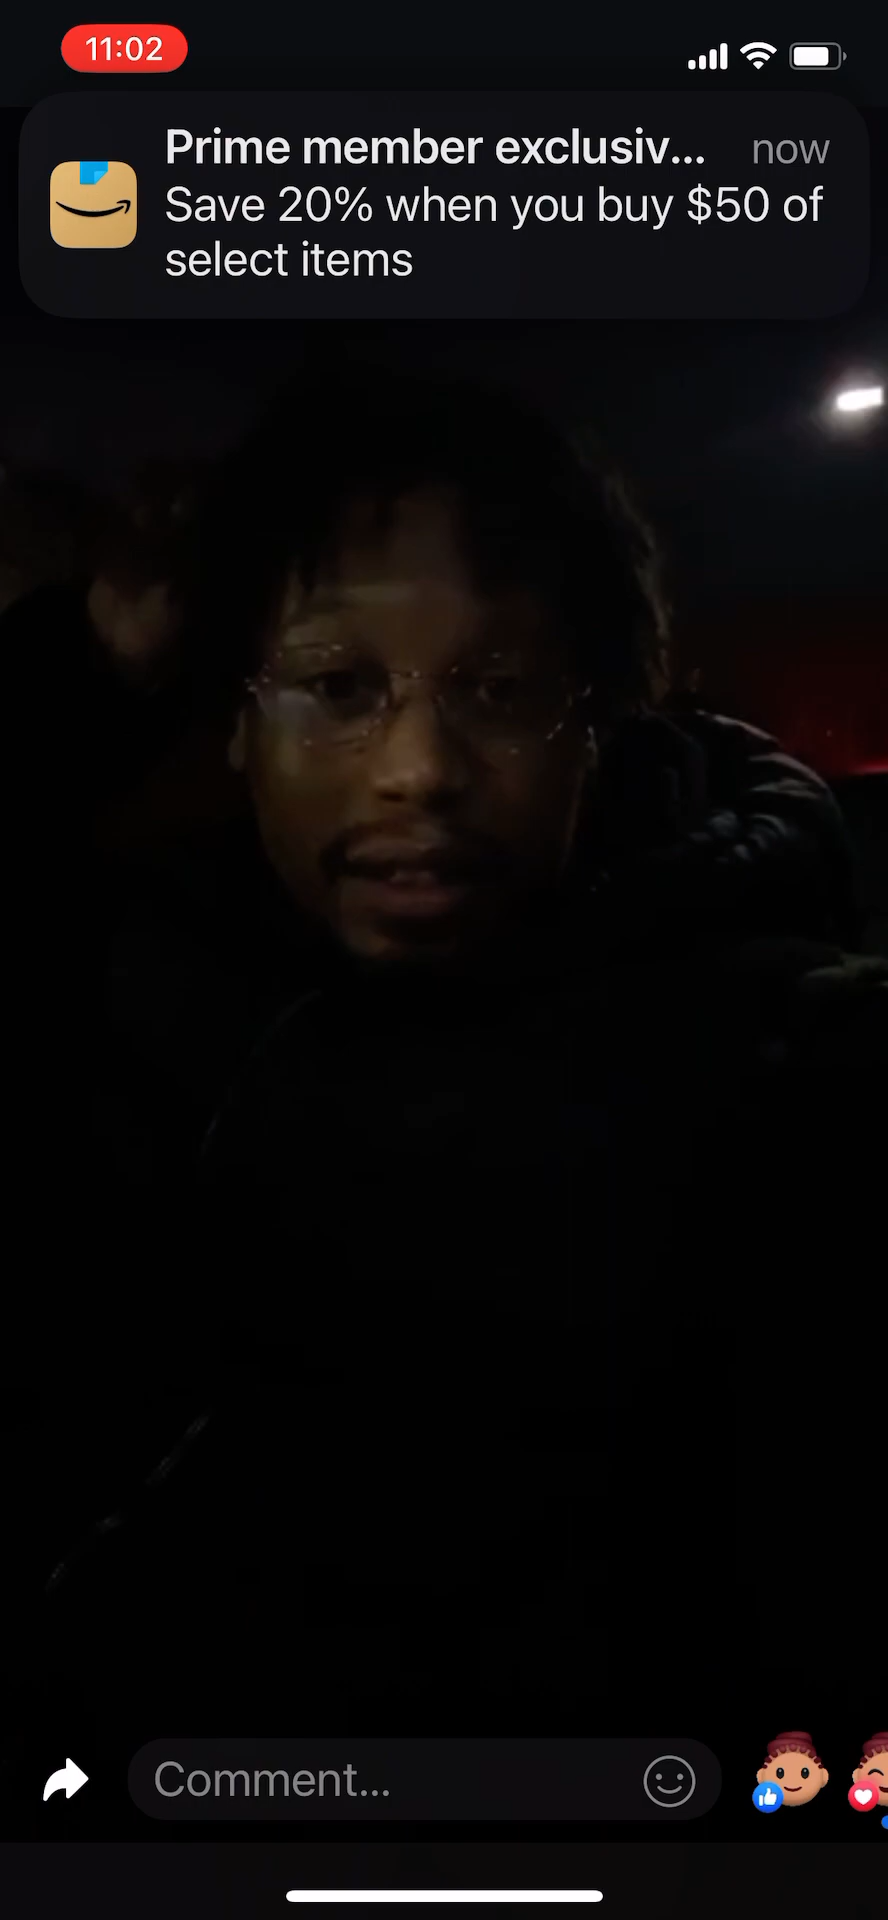 11:02
Prime member exclusiv... now
Save 20% when you buy $50 of
select items
Comment...